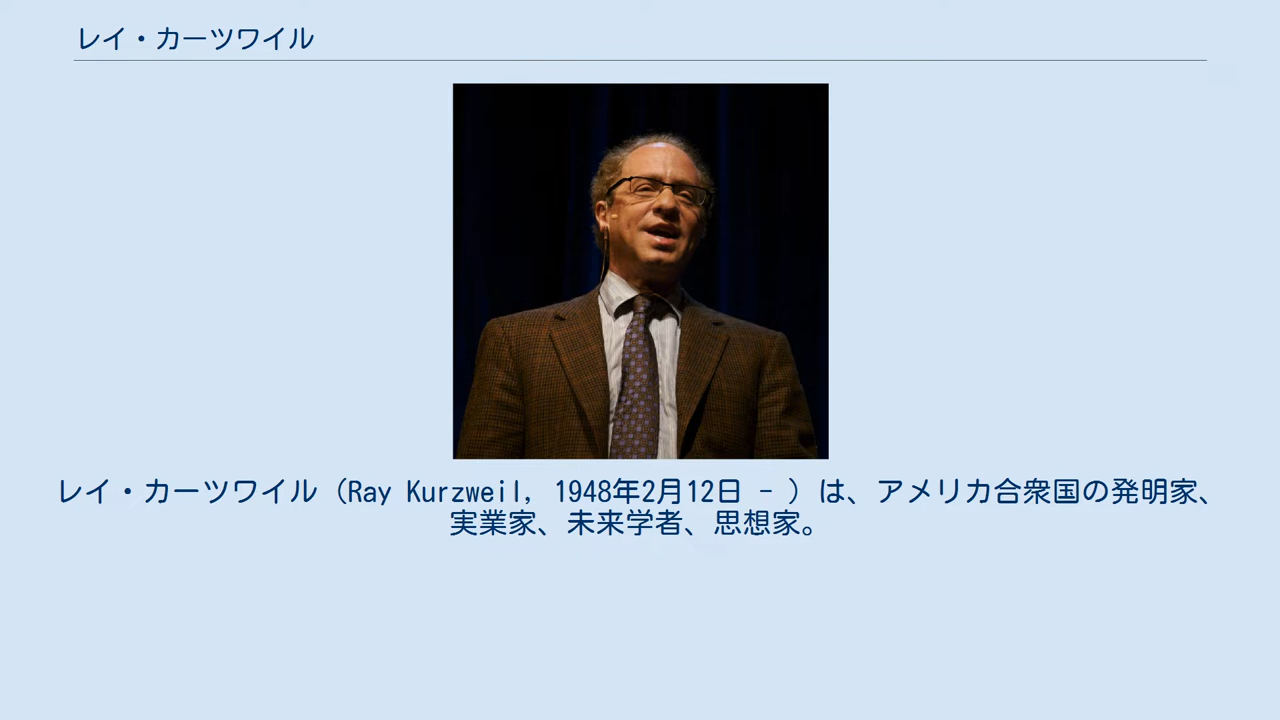 レイ・カーツワイル
レイ・カーツワイル（Ray Kurzweil, 1948年2月12日 - ）は、アメリカ合衆国の発明家、
実業家、未来学者、思想家。